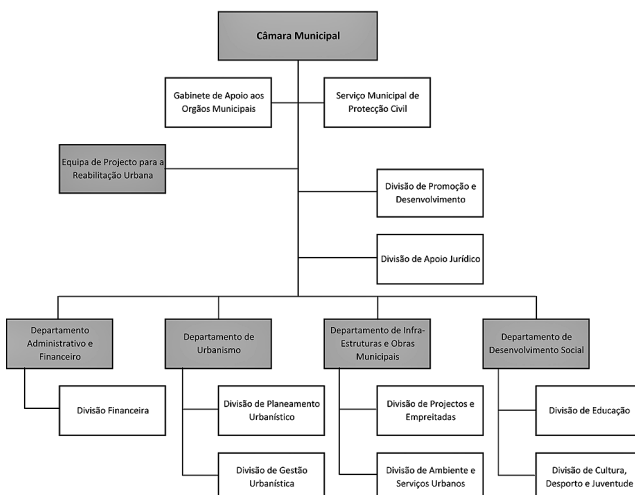 Câmara Municipal
Gabinete de Apoio aos
Orgãos Municipais
Serviço Municipal de
Protecção Civil
Equipa de Projecto para a
Reabilitação Urbana
Divisão de Promoção e
Desenvolvimento
Divisão de Apoio Jurídico
Departamento
Administrativo e
Financeiro
Departamento de
Urbanismo
Departamento de Infra-
Estruturas e Obras
Municipais
Departamento de
Desenvolvimento Social
Divisão Financeira
Divisão de Planeamento
Urbanístico
Divisão de Projectos e
Empreitadas
Divisão de Educação
Divisão de Gestão
Urbanística
Divisão de Ambiente e
Serviços Urbanos
Divisão de Cultura,
Desporto e Juventude